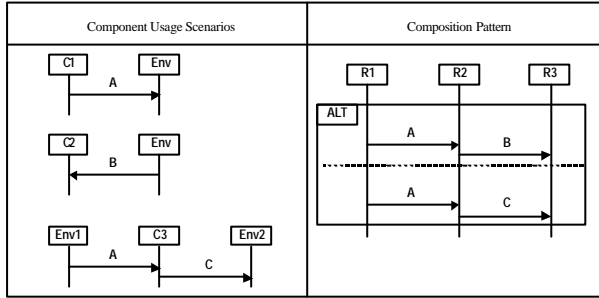 Component Usage Scenarios
Composition Pattern
C1 Env
A
C2 Env
B
Env1 C3 Env2
A C
R1 R2 R3
ALT
A B
A C